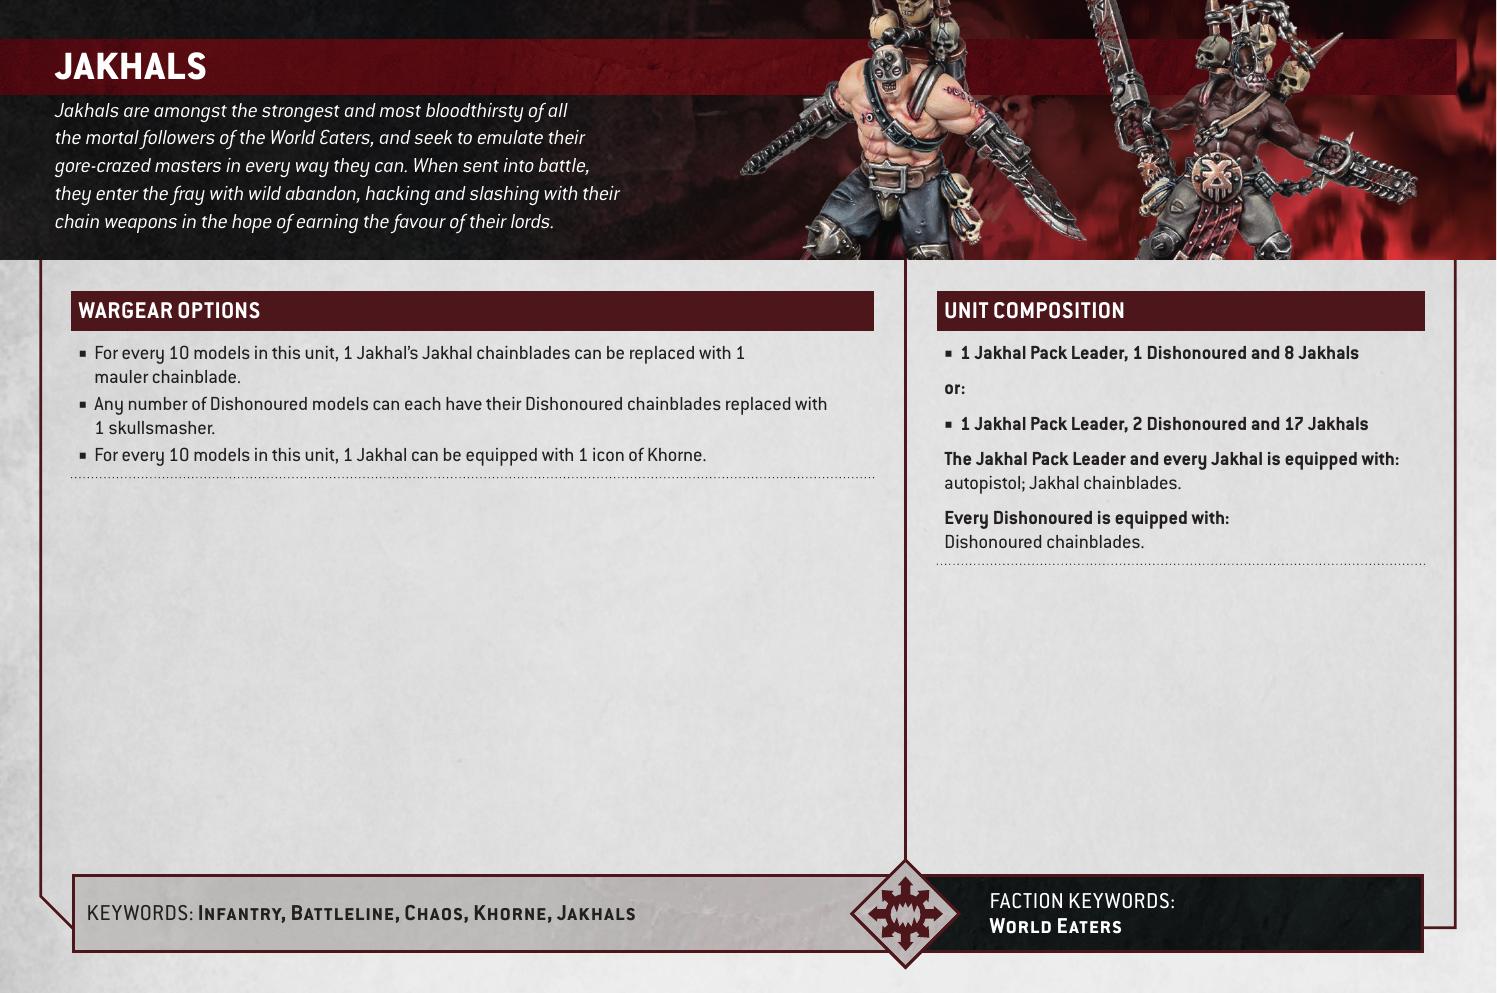 JAKHALS
Jakhals are amongst the strongest and most bloodthirsty of all
the mortal followers of the World Eaters, and seek to emulate their
gore-crazed masters in every way they can. When sent into battle,
they enter the fray with wild abandon, hacking and slashing with their
chain weapons in the hope of earning the favour of their lords.
WARGEAR OPTIONS
▪ For every 10 models in this unit, 1 Jakhal’s Jakhal chainblades can be replaced with 1
mauler chainblade.
▪ Any number of Dishonoured models can each have their Dishonoured chainblades replaced with
1 skullsmasher.
▪ For every 10 models in this unit, 1 Jakhal can be equipped with 1 icon of Khorne.
UNIT COMPOSITION
▪ 1 Jakhal Pack Leader, 1 Dishonoured and 8 Jakhals
or:
▪ 1 Jakhal Pack Leader, 2 Dishonoured and 17 Jakhals
The Jakhal Pack Leader and every Jakhal is equipped with:
autopistol; Jakhal chainblades.
Every Dishonoured is equipped with:
Dishonoured chainblades.
KEYWORDS: Infantry, Battleline, Chaos, Khorne, Jakhals
FACTION KEYWORDS:
World Eaters